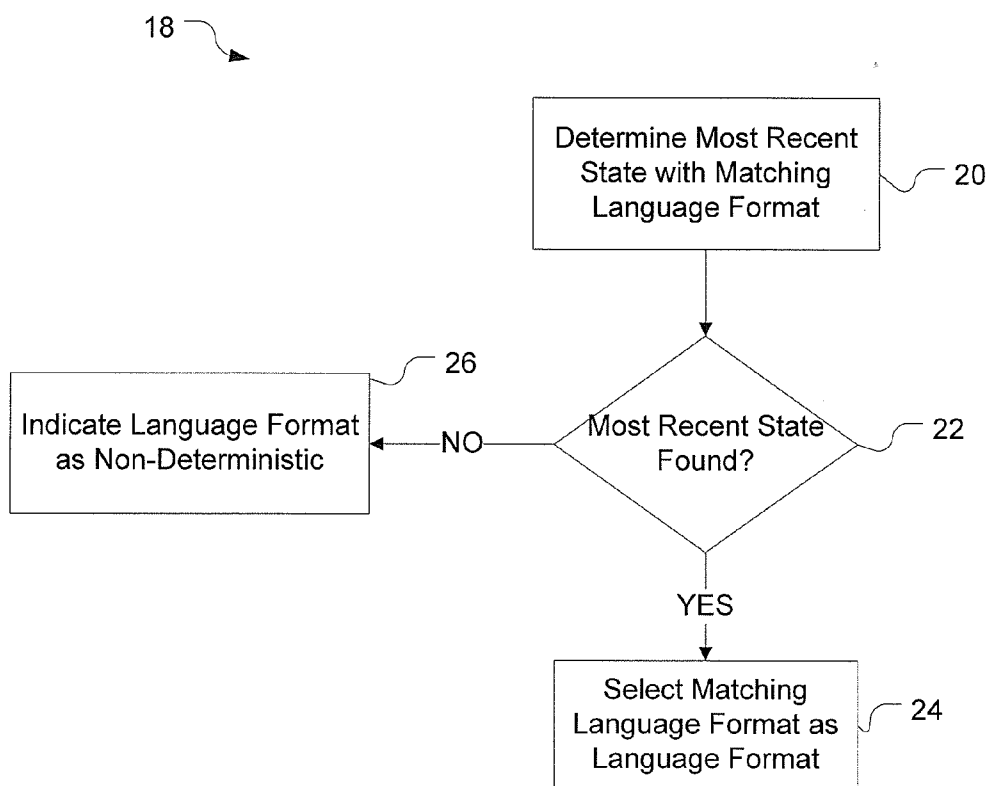 18
Determine Most Recent
State with Matching
Language Format
20
Most Recent State
Found?
22
NO
26
Indicate Language Format
as Non-Deterministic
YES
Select Matching
Language Format as
Language Format
24